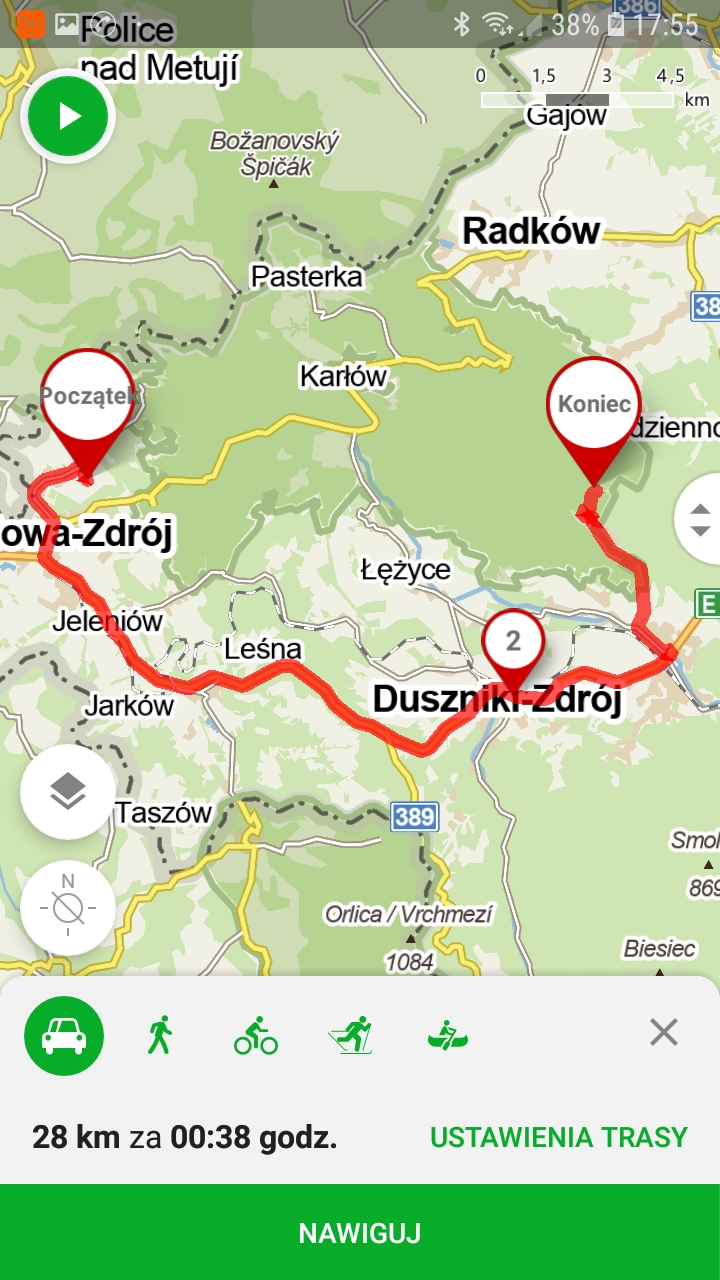 386
38% 17:55
Police
nad Metují
0 1,5 3 4,5
km
Gajów
Božanovský
Špičák
Radków
Pasterka
38
Karłów
Początek
Koniec
dzienno
owa-Zdrój
Łężyce
E
Jeleniów
2
Leśna
Duszniki-Zdrój
Jarków
Taszów
389
Smol
869
N
Orlica / Vrchmezí
1084
Biesiec
28 km za 00:38 godz.
USTAWIENIA TRASY
NAWIGUJ